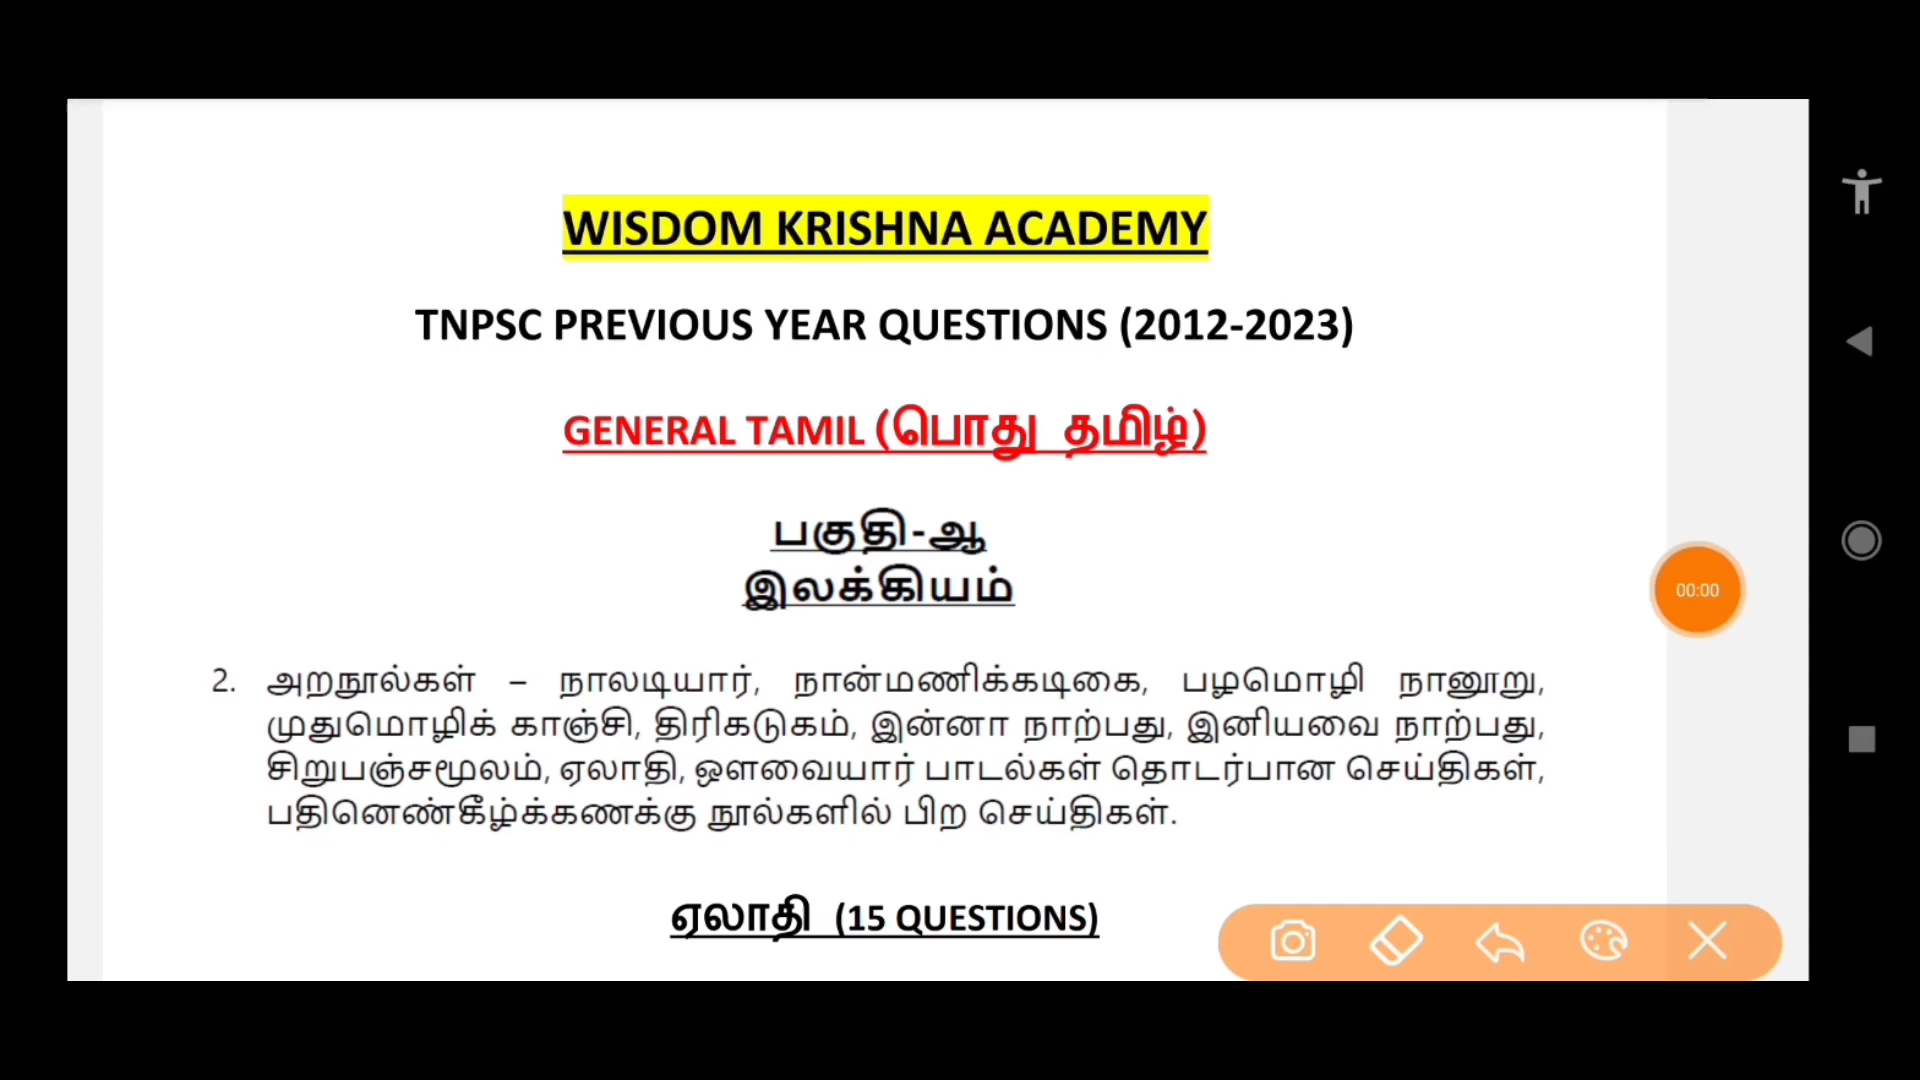 WISDOM KRISHNA ACADEMY
TNPSC PREVIOUS YEAR QUESTIONS (2012-2023)
GENERAL TAMIL (பொது தமிழ்)
பகுதி-ஆ
இலக்கியம்
2. அறநூல்கள் – நாலடியார், நான்மணிக்கடிகை, பழமொழி நானூறு,
முதுமொழிக் காஞ்சி, திரிகடுகம், இன்னா நாற்பது, இனியவை நாற்பது,
சிறுபஞ்சமூலம், ஏலாதி, ஔவையார் பாடல்கள் தொடர்பான செய்திகள்,
பதினெண்கீழ்க்கணக்கு நூல்களில் பிற செய்திகள்.
ஏலாதி (15 QUESTIONS)
00:00